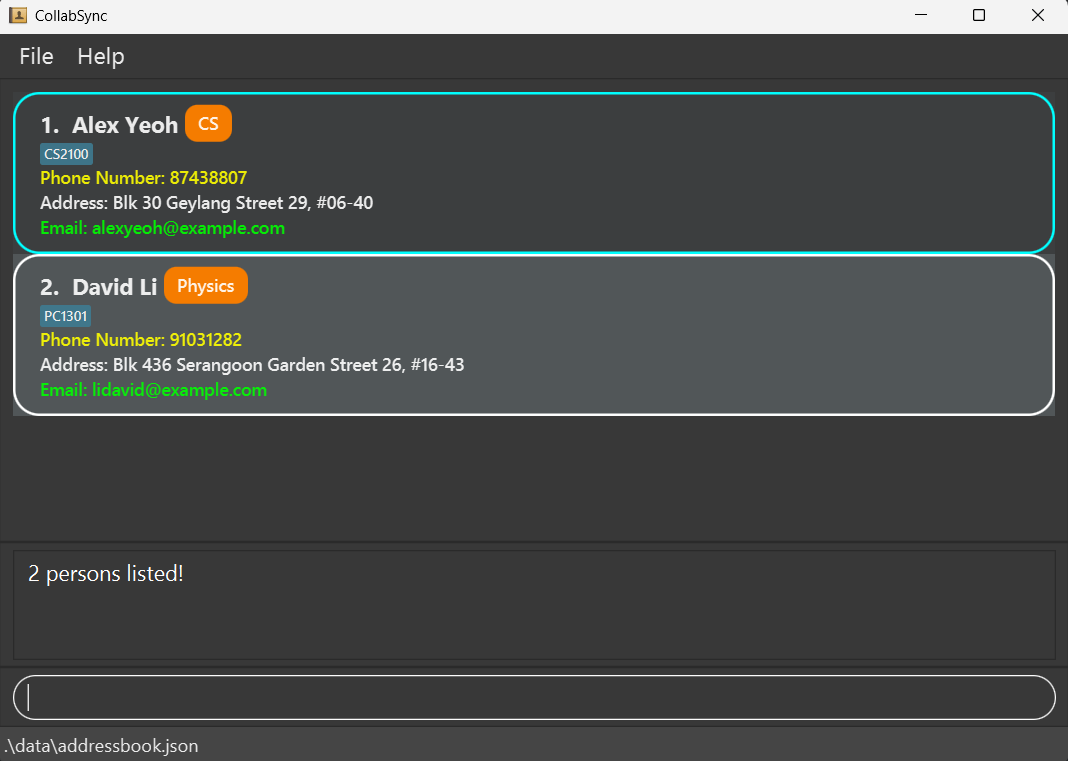 CollabSync
File Help
1. Alex Yeoh CS
CS2100
Phone Number: 87438807
Address: Blk 30 Geylang Street 29, #06-40
Email: alexyeoh@example.com
2. David Li Physics
PC1301
Phone Number: 91031282
Address: Blk 436 Serangoon Garden Street 26, #16-43
Email: lidavid@example.com
2 persons listed!
.\data\addressbook.json